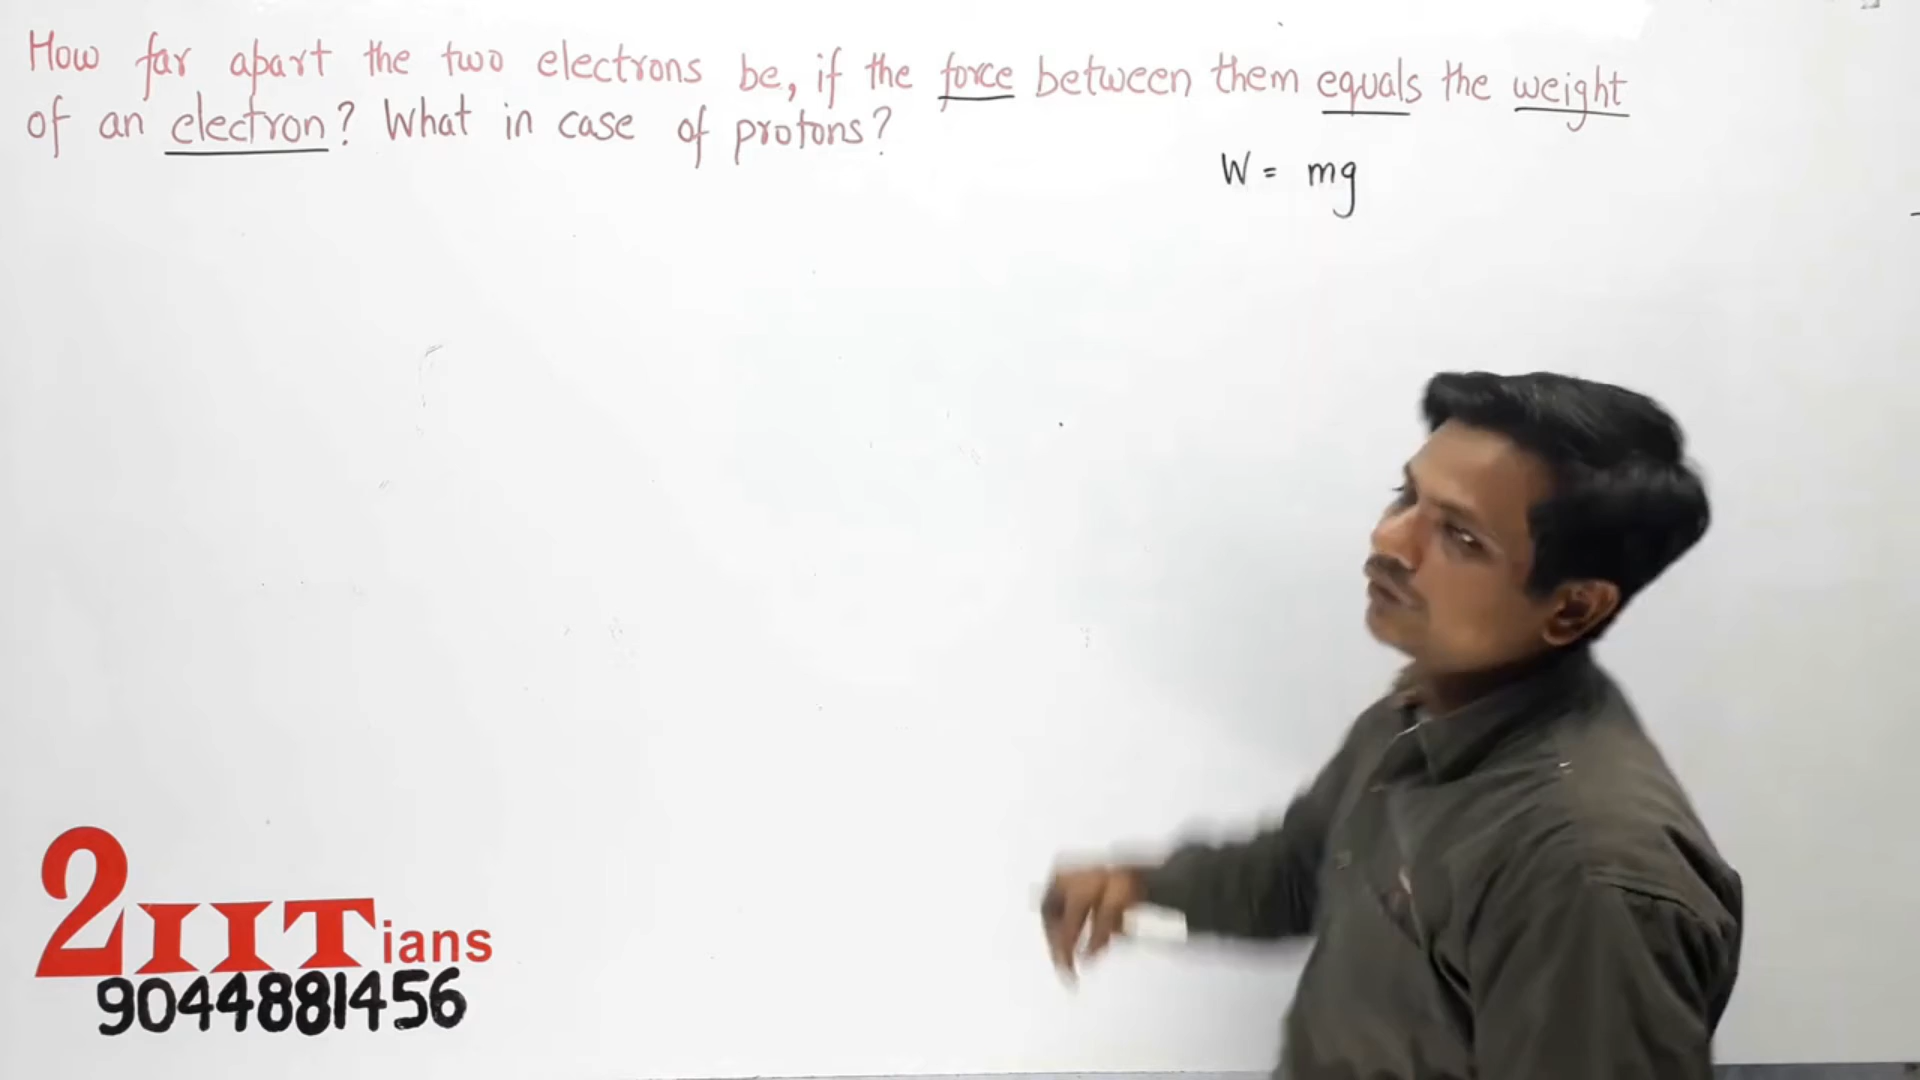 How far apart the two electrons be, if the force between them equals the weight
of an electron? What in case of protons?
W = mg
2IITians
9044881456